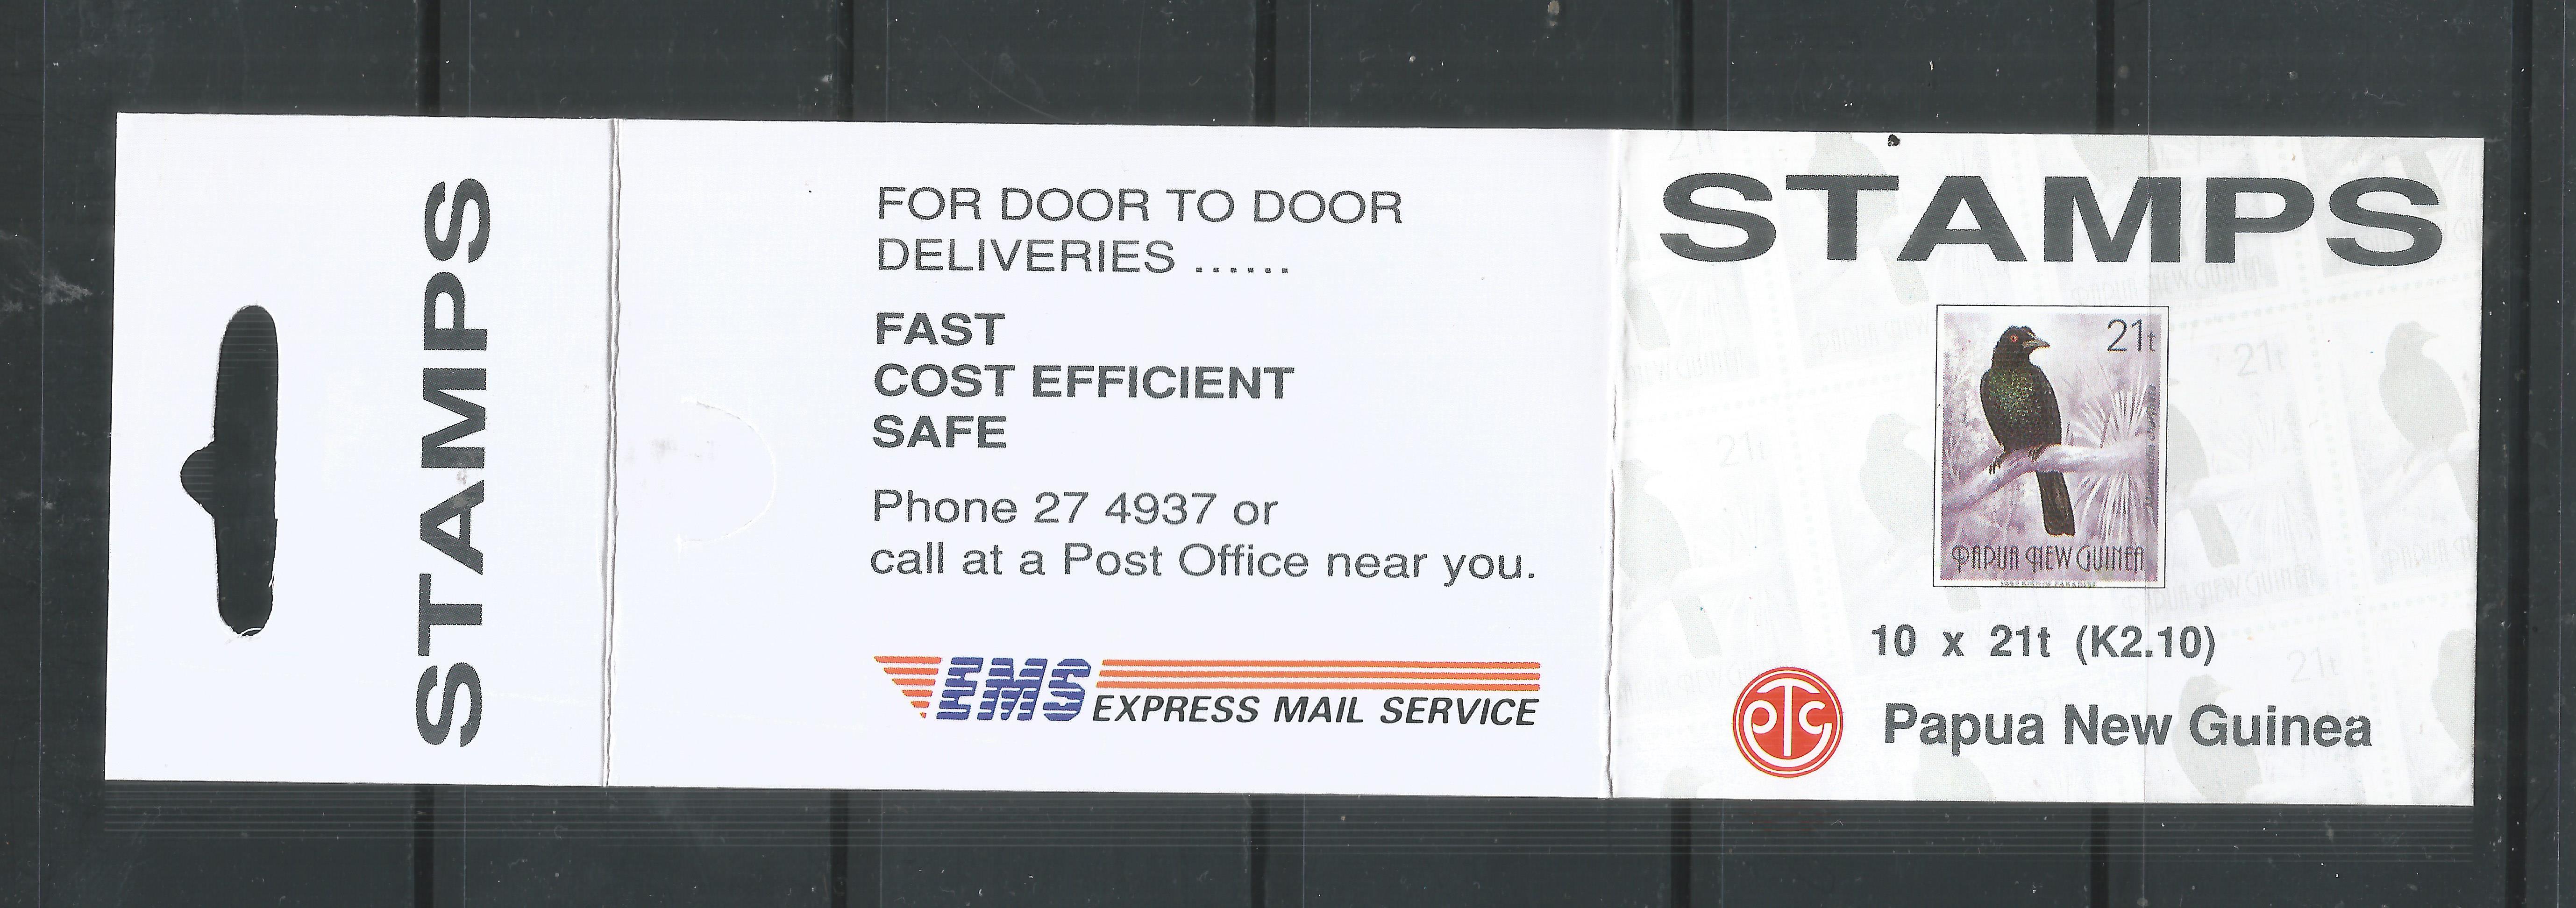 STAMPS
FOR DOOR TO DOOR
DELIVERIES ......
FAST
COST EFFICIENT
SAFE
Phone 27 4937 or
call at a Post Office near you.
EMS
EXPRESS MAIL SERVICE
STAMPS
21t
PAPUA NEW GUINEA
10 x 21t (K2.10)
PTC
Papua New Guinea